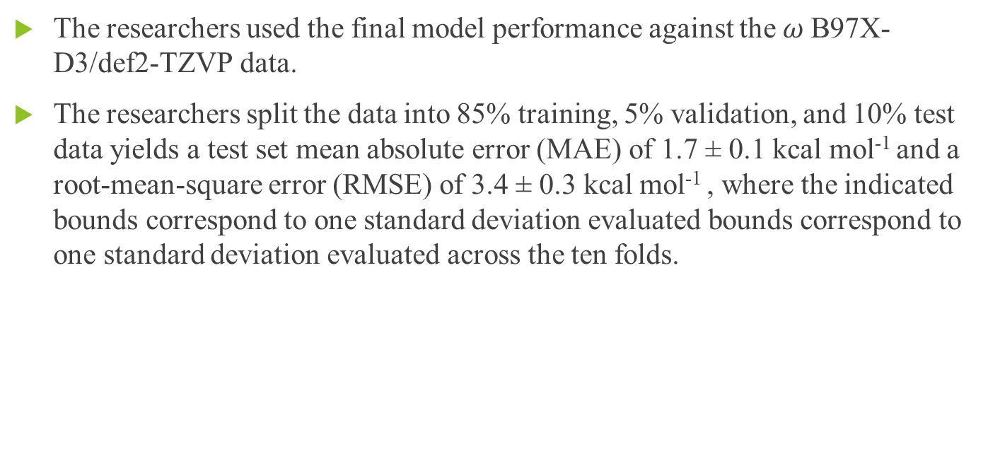 The researchers used the final model performance against the ω B97X-
D3/def2-TZVP data.
The researchers split the data into 85% training, 5% validation, and 10% test
data yields a test set mean absolute error (MAE) of 1.7 ± 0.1 kcal mol⁻¹ and a
root-mean-square error (RMSE) of 3.4 ± 0.3 kcal mol⁻¹ , where the indicated
bounds correspond to one standard deviation evaluated bounds correspond to
one standard deviation evaluated across the ten folds.